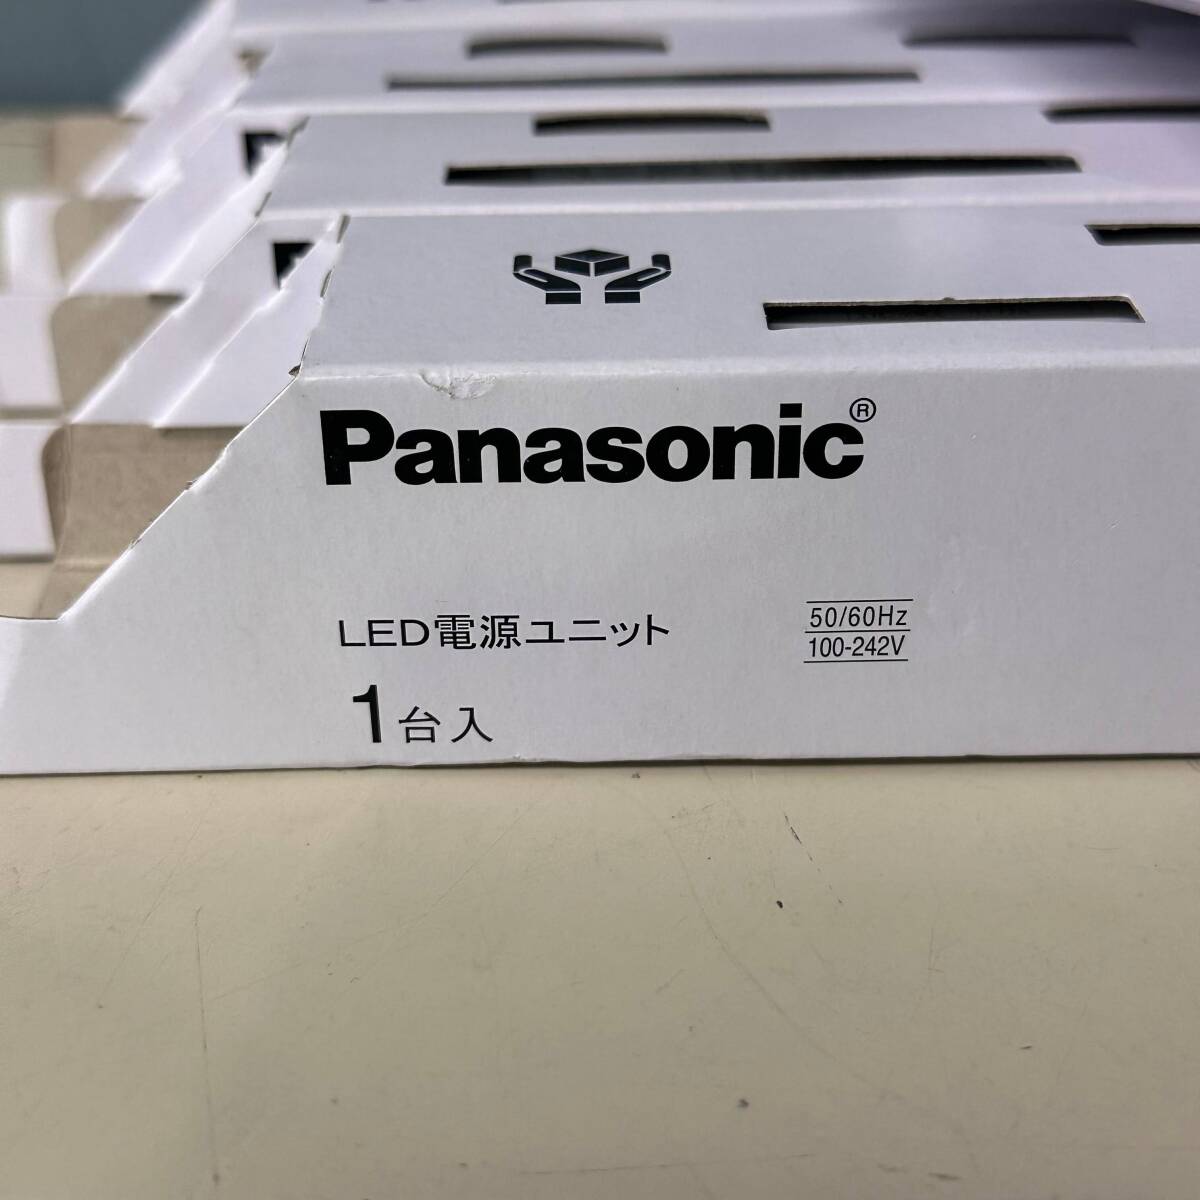 Panasonic®
LED電源ユニット
50/60Hz
100-242V
1台入